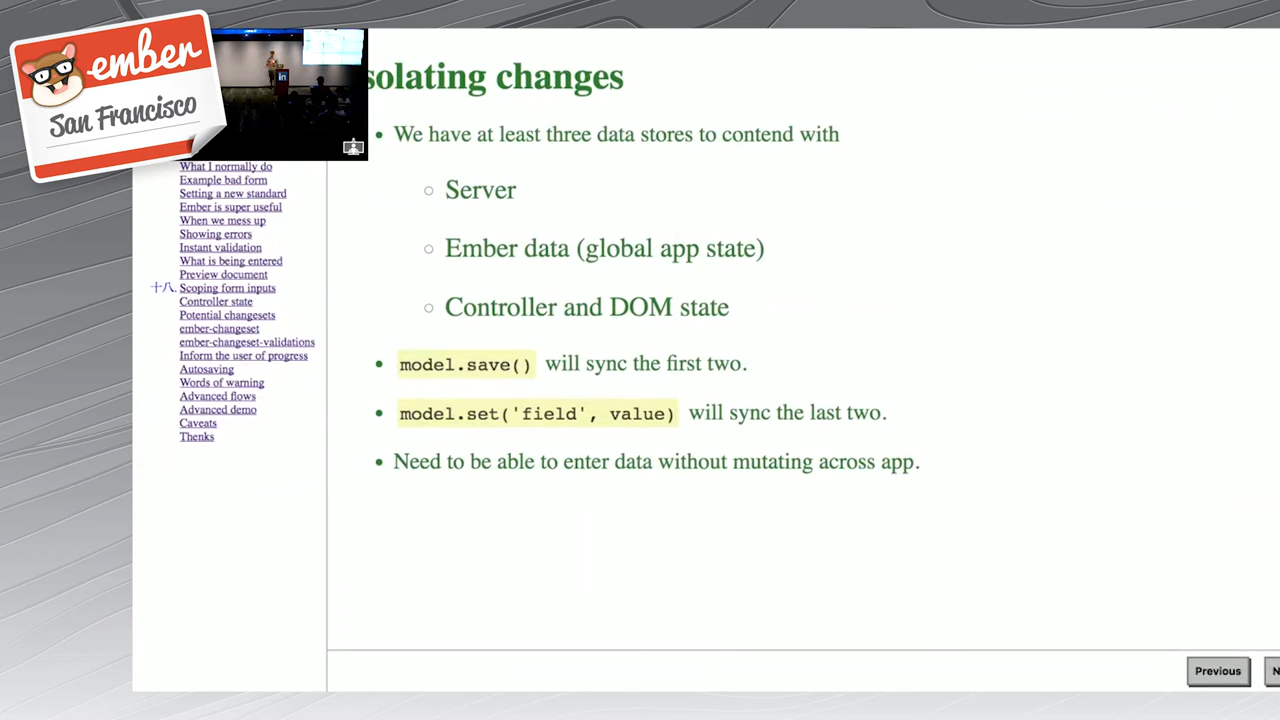 ember
San Francisco
in
solating changes
We have at least three data stores to contend with
Server
Ember data (global app state)
Controller and DOM state
model.save() will sync the first two.
model.set('field', value) will sync the last two.
Need to be able to enter data without mutating across app.
What I normally do
Example bad form
Setting a new standard
Ember is super useful
When we mess up
Showing errors
Instant validation
What is being entered
Preview document
十八. Scoping form inputs
Controller state
Potential changesets
ember-changeset
ember-changeset-validations
Inform the user of progress
Autosaving
Words of warning
Advanced flows
Advanced demo
Caveats
Thenks
Previous
N